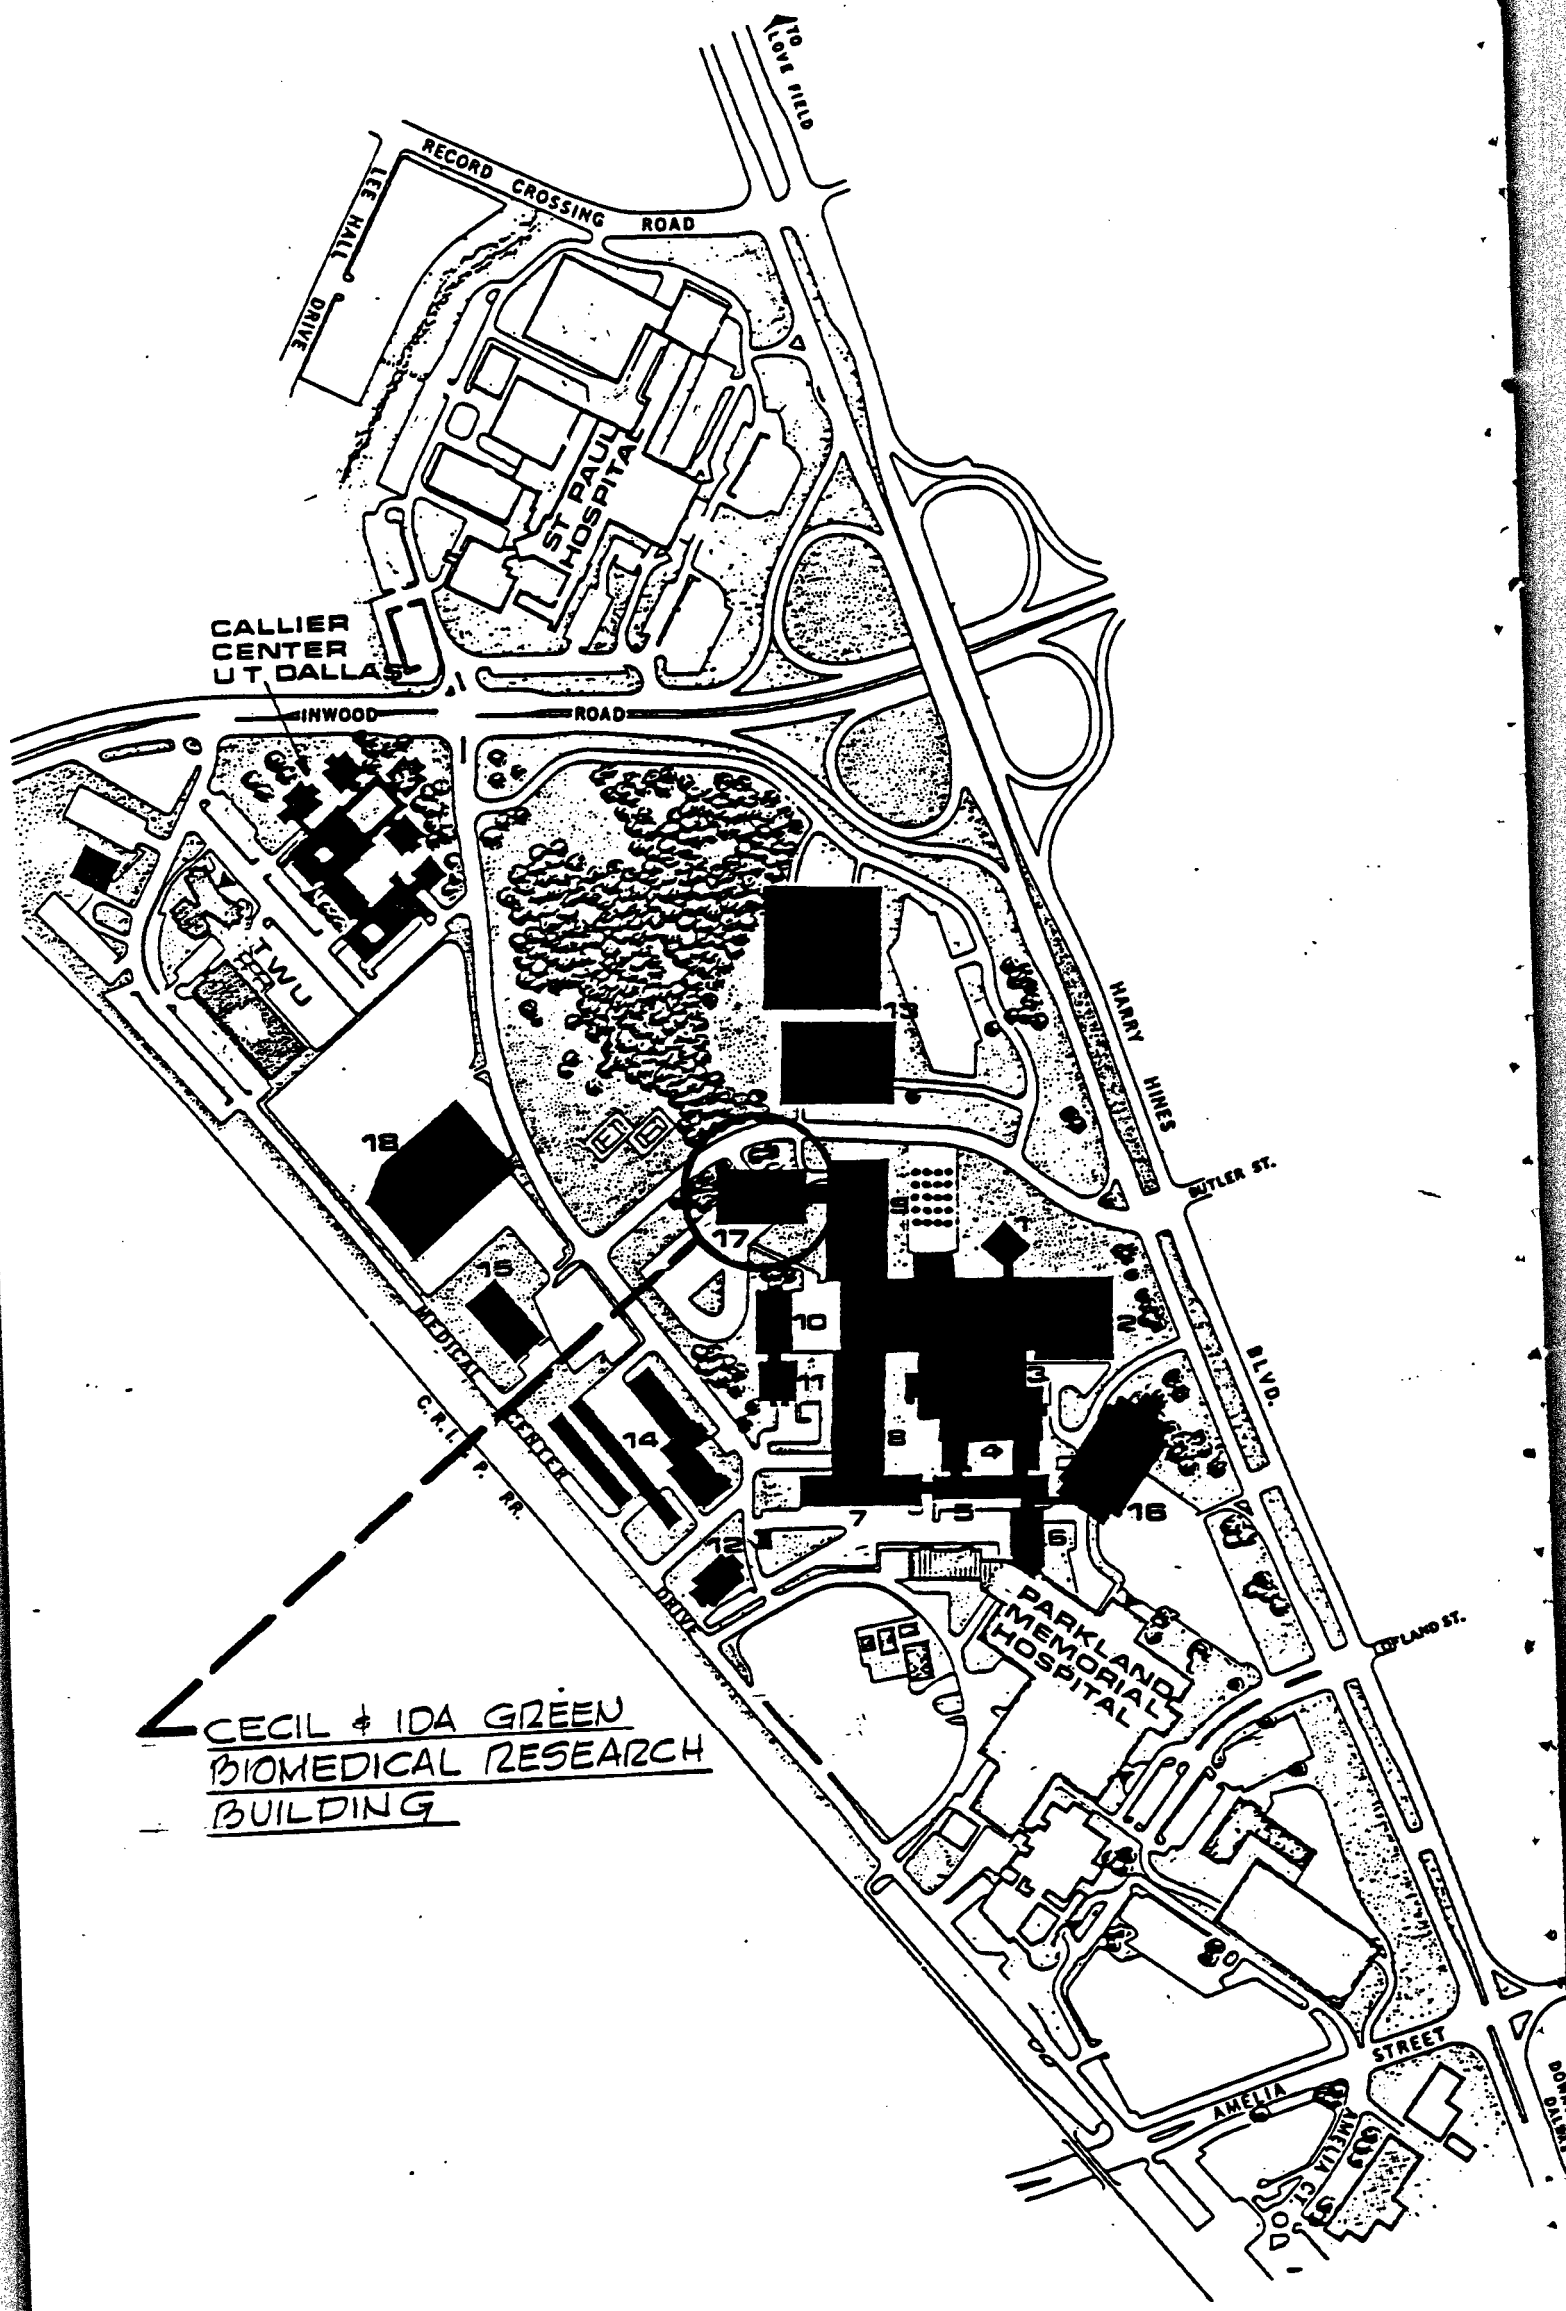 TO
LOVE FIELD
RECORD CROSSING ROAD
LEE HALL DRIVE
ST PAUL
HOSPITAL
CALLIER
CENTER
U T DALLAS
INWOOD ROAD
TWU
13
HARRY HINES BLVD.
BUTLER ST.
18
17
9
1
15
10
2
11
3
MEDICAL CENTER DRIVE
C. R. I. & P. RR.
14
8
4
7
5
16
6
12
PARKLAND
MEMORIAL
HOSPITAL
LOFLAND ST.
CECIL & IDA GREEN
BIOMEDICAL RESEARCH
BUILDING
AMELIA STREET
AMELIA CT.